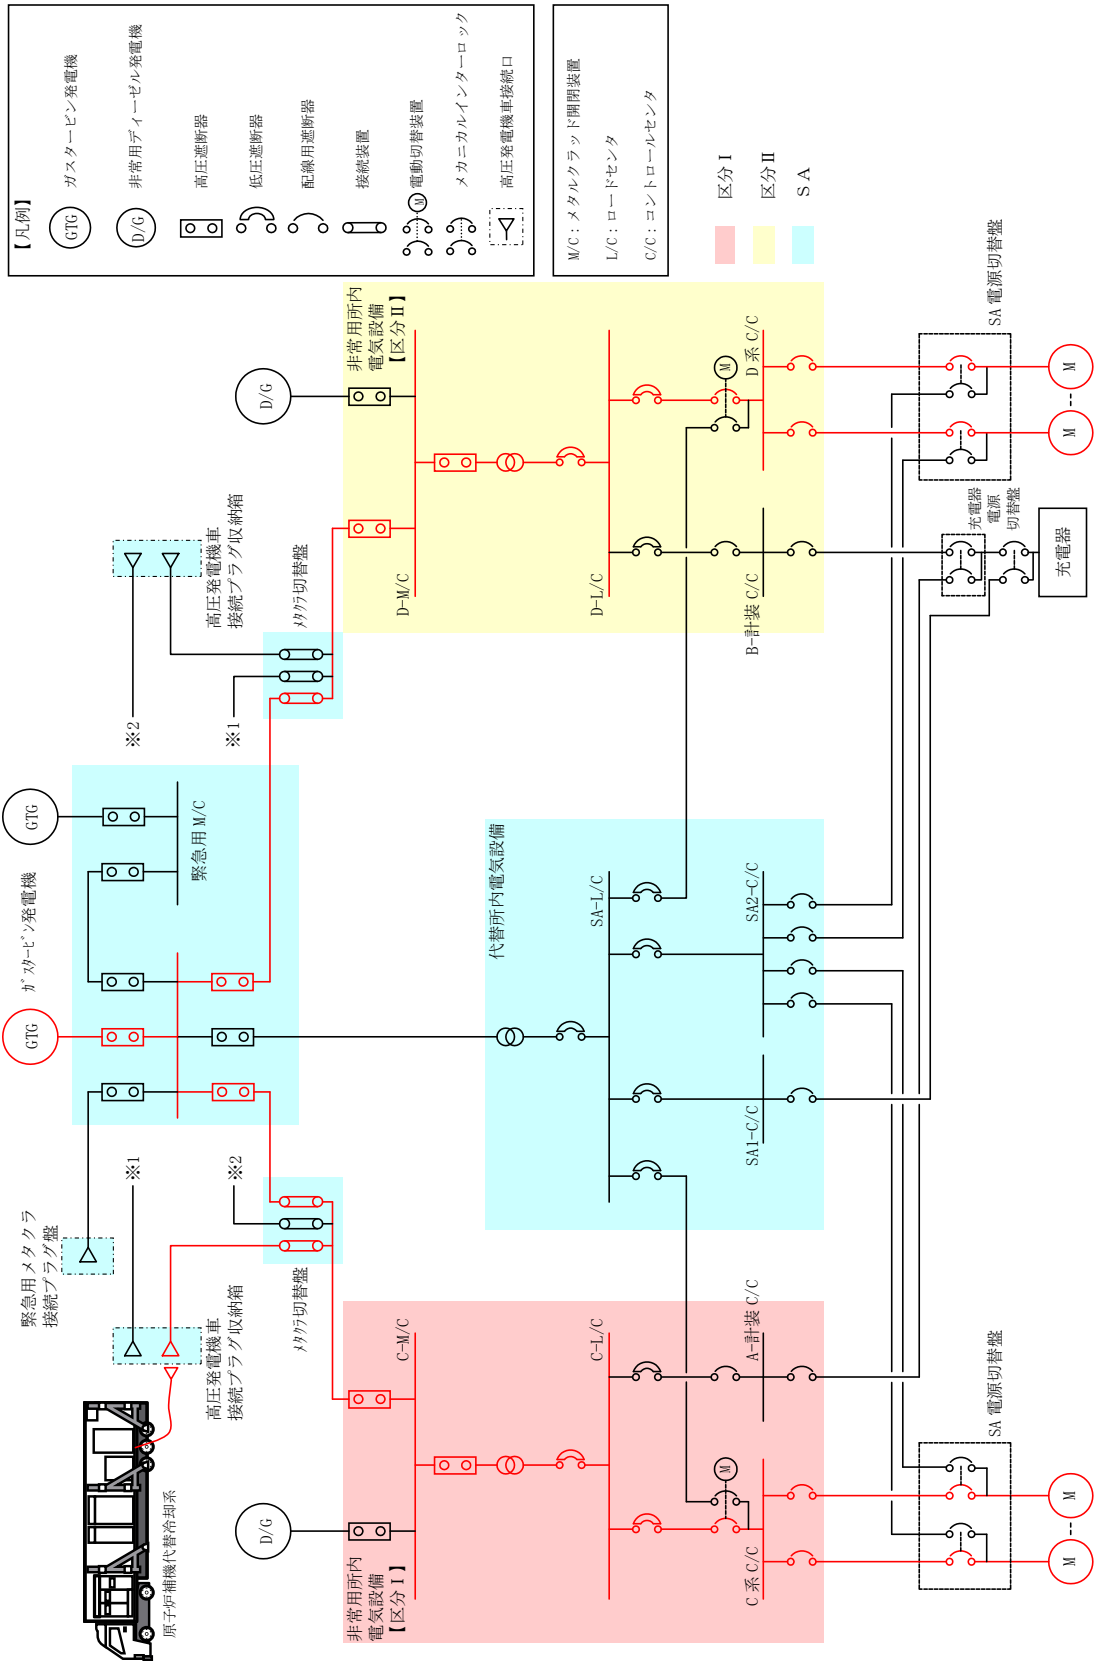 【凡例】
GTG
ガスタービン発電機
D/G
非常用ディーゼル発電機
高圧遮断器
低圧遮断器
配線用遮断器
接続装置
M
電動切替装置
メカニカルインターロック
高圧発電機車接続口
M/C：メタルクラッド開閉装置
L/C：ロードセンタ
C/C：コントロールセンタ
区分Ⅰ
区分Ⅱ
ＳＡ
原子炉補機代替冷却系
緊急用メタクラ
接続プラグ盤
高圧発電機車
接続プラグ収納箱
※1
※2
GTG
ｶﾞｽﾀｰﾋﾞﾝ発電機
GTG
緊急用 M/C
※2
※1
高圧発電機車
接続プラグ収納箱
ﾒﾀｸﾗ切替盤
ﾒﾀｸﾗ切替盤
D/G
非常用所内
電気設備
【区分Ⅰ】
C-M/C
C-L/C
M
C 系 C/C
A-計装 C/C
代替所内電気設備
SA-L/C
SA1-C/C
SA2-C/C
D/G
非常用所内
電気設備
【区分Ⅱ】
D-M/C
D-L/C
M
B-計装 C/C
D 系 C/C
SA 電源切替盤
M
M
充電器
電源
切替盤
充電器
SA 電源切替盤
M
M